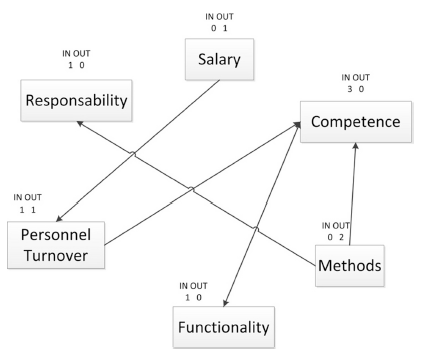 IN OUT
0 1
Salary
IN OUT
1 0
Responsability
IN OUT
3 0
Competence
IN OUT
1 1
Personnel
Turnover
IN OUT
0 2
Methods
IN OUT
1 0
Functionality